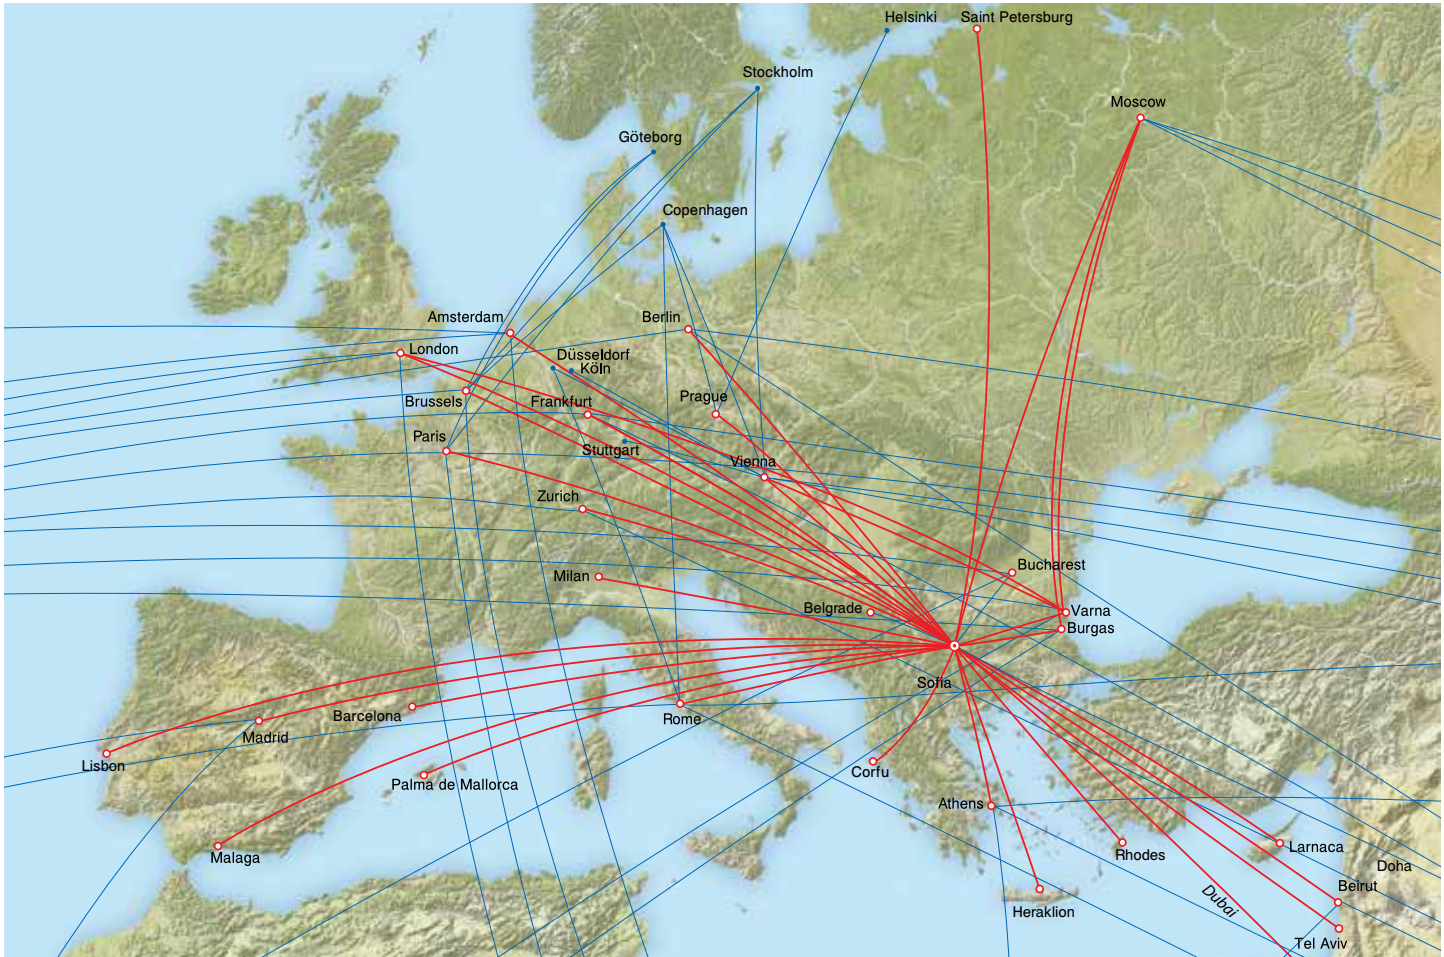 Helsinki
Saint Petersburg
Stockholm
Moscow
Göteborg
Copenhagen
Amsterdam
Berlin
London
Düsseldorf
Köln
Brussels
Frankfurt
Prague
Paris
Stuttgart
Vienna
Zurich
Milan
Bucharest
Belgrade
Varna
Burgas
Sofia
Barcelona
Rome
Madrid
Lisbon
Corfu
Palma de Mallorca
Athens
Malaga
Rhodes
Larnaca
Doha
Beirut
Dubai
Heraklion
Tel Aviv